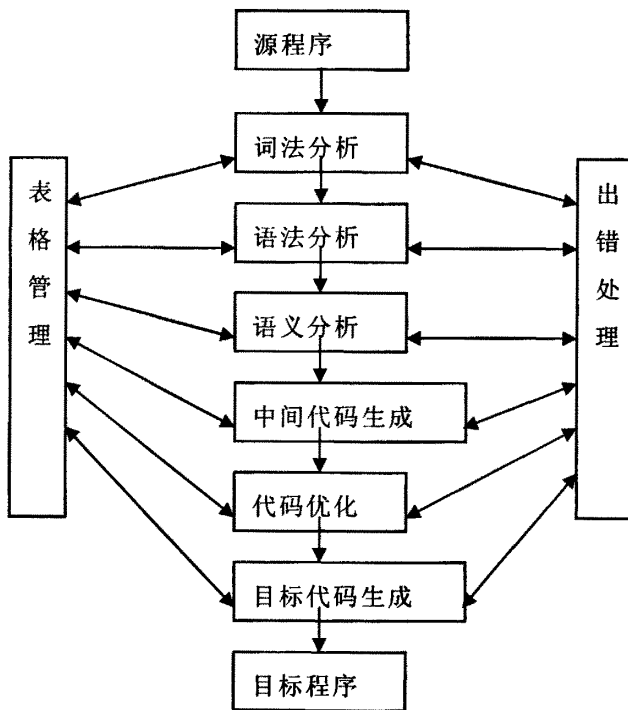 源程序
词法分析
表格管理
出错处理
语法分析
语义分析
中间代码生成
代码优化
目标代码生成
目标程序